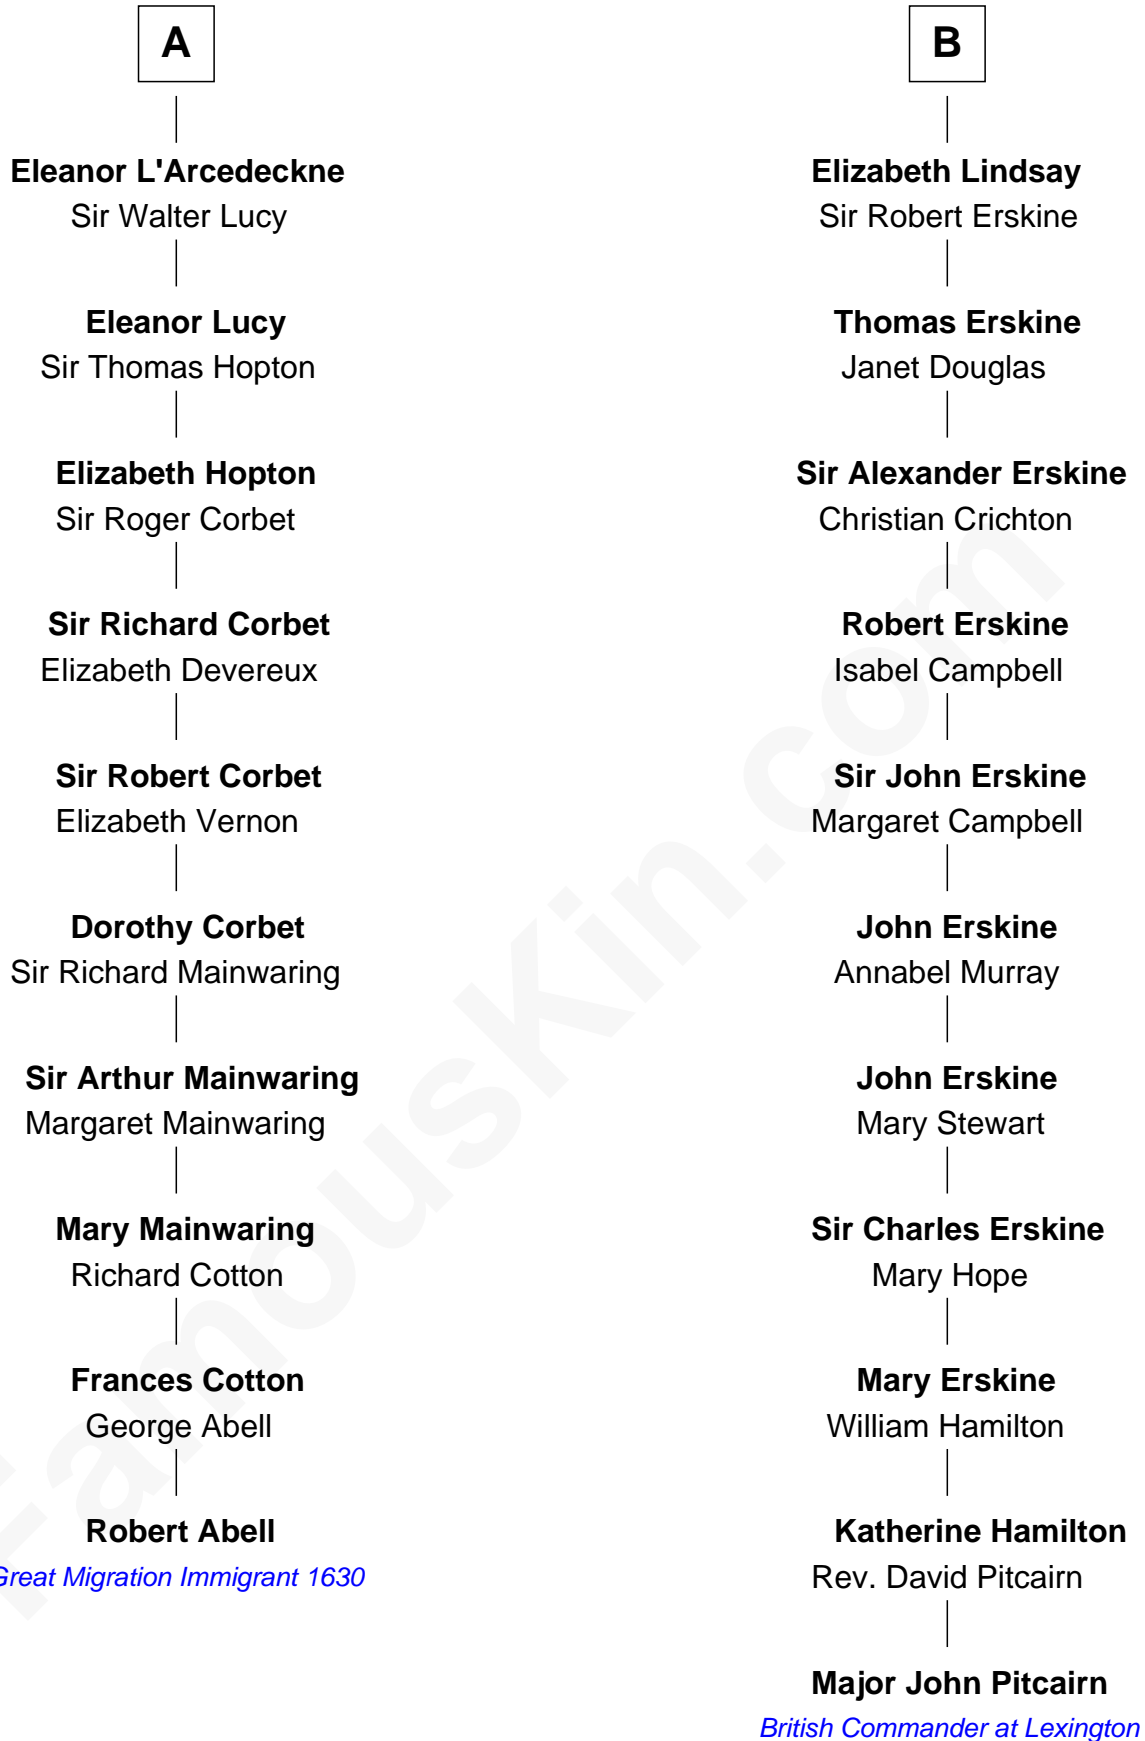 A
Eleanor L'Arcedeckne
Sir Walter Lucy
Eleanor Lucy
Sir Thomas Hopton
Elizabeth Hopton
Sir Roger Corbet
Sir Richard Corbet
Elizabeth Devereux
Sir Robert Corbet
Elizabeth Vernon
Dorothy Corbet
Sir Richard Mainwaring
Sir Arthur Mainwaring
Margaret Mainwaring
Mary Mainwaring
Richard Cotton
Frances Cotton
George Abell
Robert Abell
Great Migration Immigrant 1630
B
Elizabeth Lindsay
Sir Robert Erskine
Thomas Erskine
Janet Douglas
Sir Alexander Erskine
Christian Crichton
Robert Erskine
Isabel Campbell
Sir John Erskine
Margaret Campbell
John Erskine
Annabel Murray
John Erskine
Mary Stewart
Sir Charles Erskine
Mary Hope
Mary Erskine
William Hamilton
Katherine Hamilton
Rev. David Pitcairn
Major John Pitcairn
British Commander at Lexington
FamousKin.com